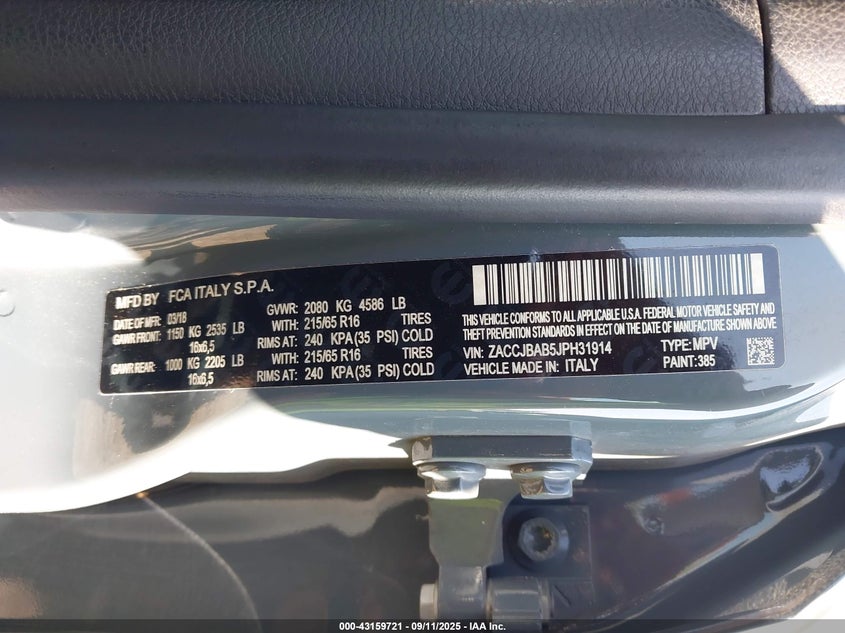 MFD BY FCA ITALY S.P.A.
DATE OF MFR: 03/18 GVWR: 2080 KG 4586 LB
GAWR FRONT: 1150 KG 2535 LB WITH: 215/65 R16 TIRES
16x6,5 RIMS AT: 240 KPA (35 PSI) COLD
GAWR REAR: 1000 KG 2205 LB WITH: 215/65 R16 TIRES
16x6,5 RIMS AT: 240 KPA (35 PSI) COLD
THIS VEHICLE CONFORMS TO ALL APPLICABLE U.S.A. FEDERAL MOTOR VEHICLE SAFETY AND
THEFT PREVENTION STANDARDS IN EFFECT ON THE DATE OF MANUFACTURE SHOWN ABOVE.
VIN: ZACCJBAB5JPH31914 TYPE: MPV
VEHICLE MADE IN: ITALY PAINT: 385
000-43159721 - 09/11/2025 - IAA Inc.